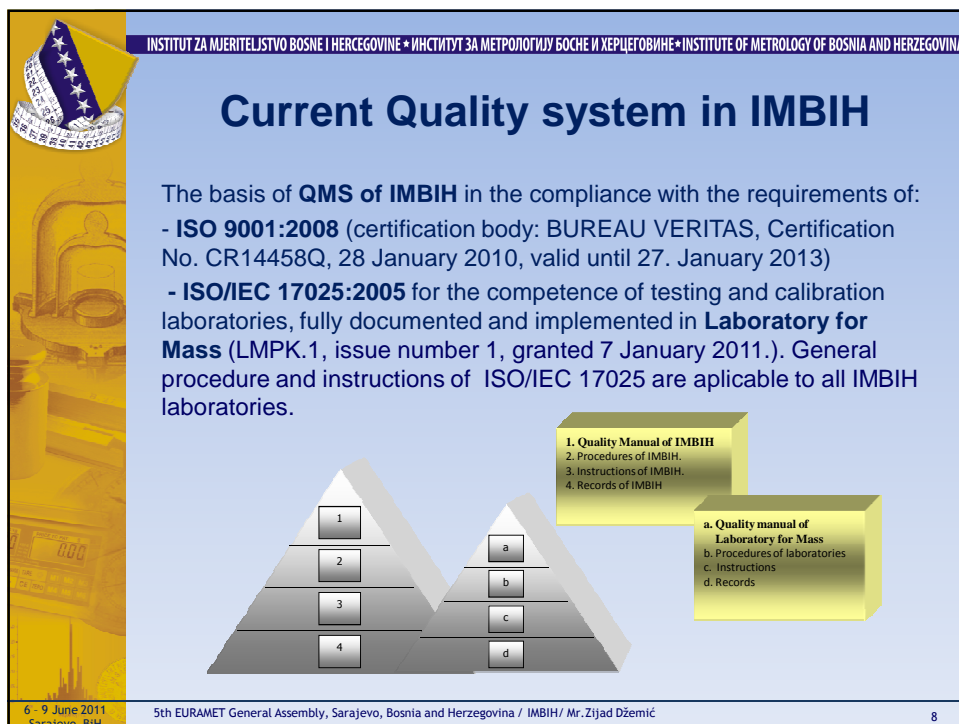 INSTITUT ZA MJERITELJSTVO BOSNE I HERCEGOVINE ★ ИНСТИТУТ ЗА МЕТРОЛОГИЈУ БОСНЕ И ХЕРЦЕГОВИНЕ ★ INSTITUTE OF METROLOGY OF BOSNIA AND HERZEGOVINA
Current Quality system in IMBIH
The basis of QMS of IMBIH in the compliance with the requirements of:
- ISO 9001:2008 (certification body: BUREAU VERITAS, Certification
No. CR14458Q, 28 January 2010, valid until 27. January 2013)
- ISO/IEC 17025:2005 for the competence of testing and calibration
laboratories, fully documented and implemented in Laboratory for
Mass (LMPK.1, issue number 1, granted 7 January 2011.). General
procedure and instructions of ISO/IEC 17025 are aplicable to all IMBIH
laboratories.
1. Quality Manual of IMBIH
2. Procedures of IMBIH.
3. Instructions of IMBIH.
4. Records of IMBIH
a. Quality manual of
Laboratory for Mass
b. Procedures of laboratories
c. Instructions
d. Records
1
2
3
4
a
b
c
d
6 - 9 June 2011
Sarajevo, BiH
5th EURAMET General Assembly, Sarajevo, Bosnia and Herzegovina / IMBIH/ Mr.Zijad Džemić
8